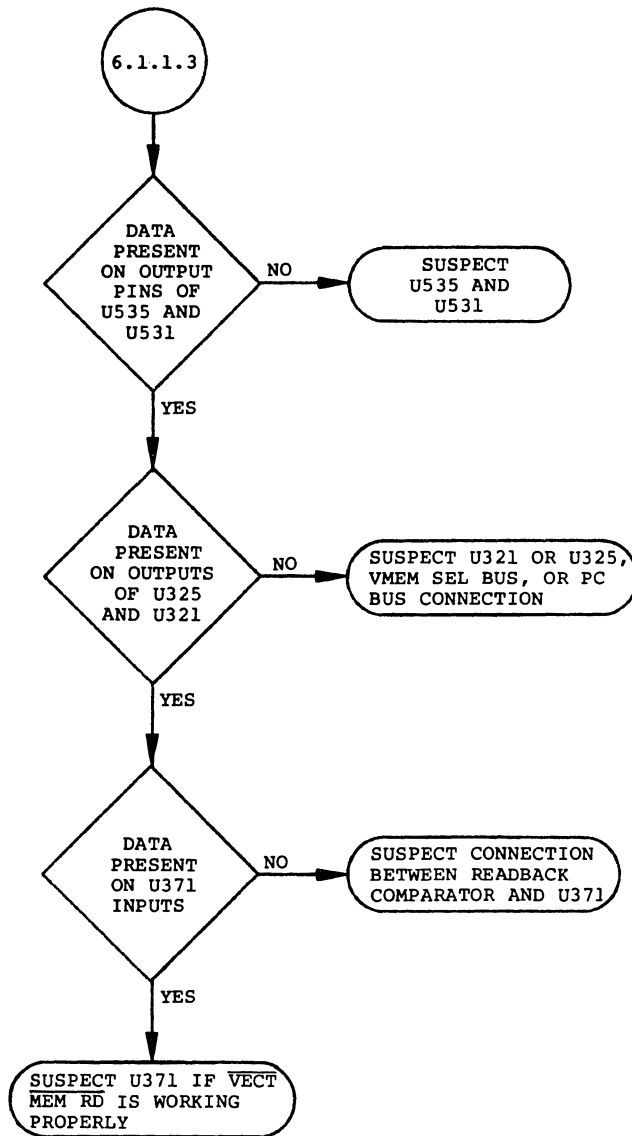 6.1.1.3
DATA
PRESENT
ON OUTPUT
PINS OF
U535 AND
U531
NO
SUSPECT
U535 AND
U531
YES
DATA
PRESENT
ON OUTPUTS
OF U325
AND U321
NO
SUSPECT U321 OR U325,
VMEM SEL BUS, OR PC
BUS CONNECTION
YES
DATA
PRESENT
ON U371
INPUTS
NO
SUSPECT CONNECTION
BETWEEN READBACK
COMPARATOR AND U371
YES
SUSPECT U371 IF VECT
MEM RD IS WORKING
PROPERLY